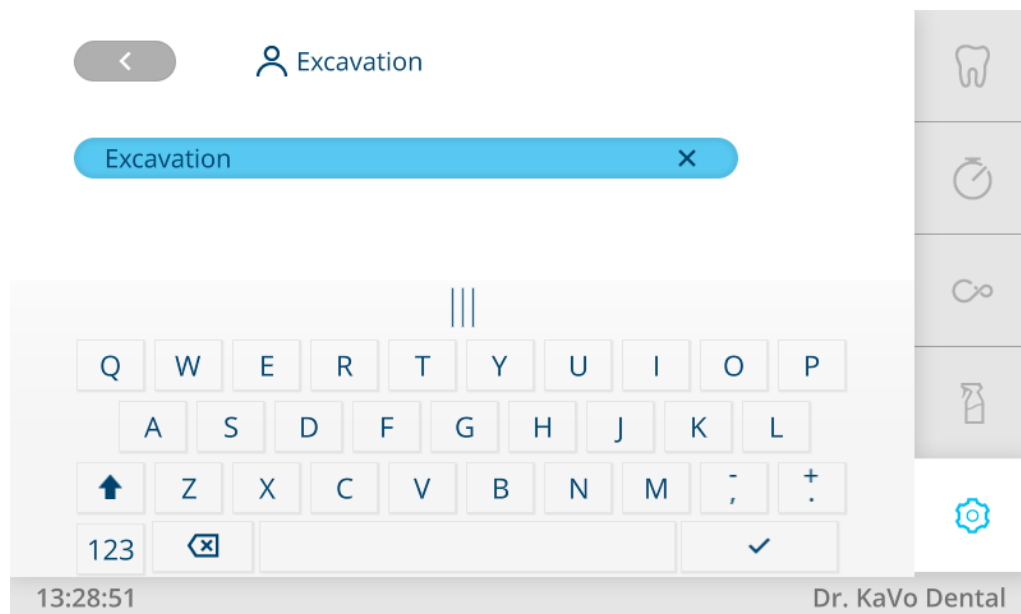 Excavation
Excavation
Q W E R T Y U I O P
A S D F G H J K L
Z X C V B N M - , + .
123
13:28:51 Dr. KaVo Dental